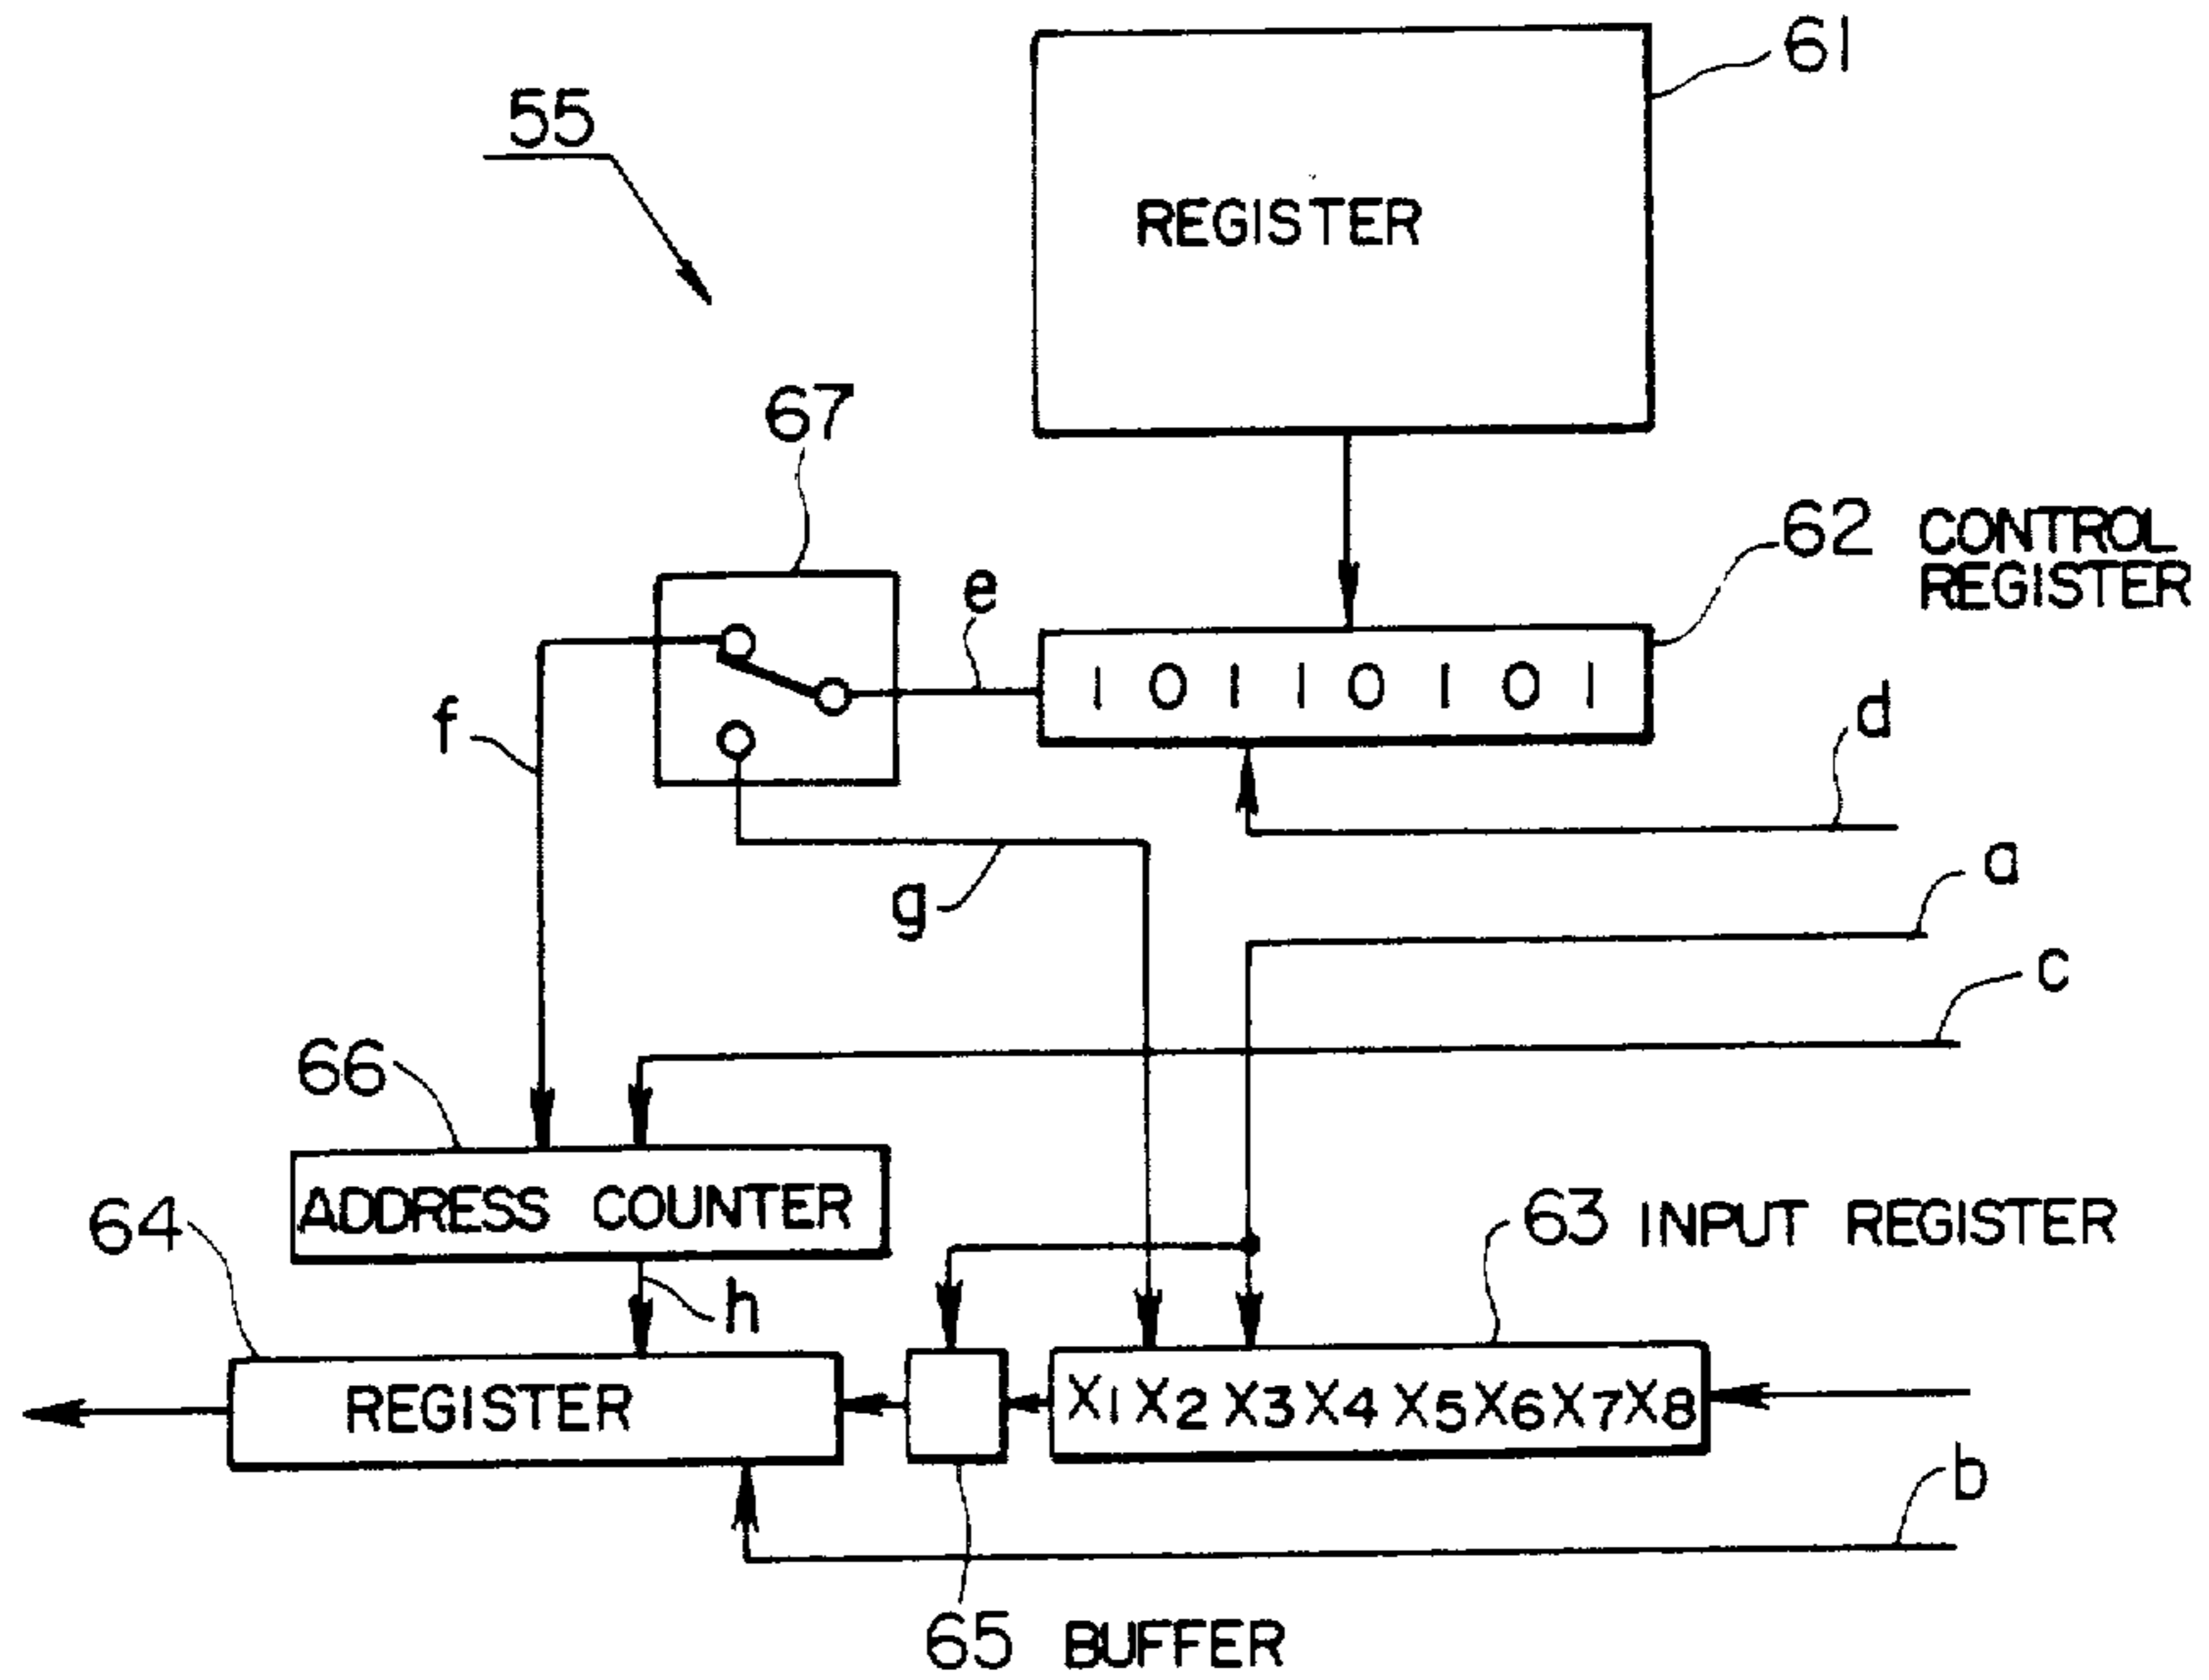 61
55
REGISTER
67
62 CONTROL
REGISTER
e
1 0 1 1 0 1 0 1
f
d
g
a
c
66
ADDRESS COUNTER
64
63 INPUT REGISTER
h
REGISTER
X1 X2 X3 X4 X5 X6 X7 X8
b
65 BUFFER